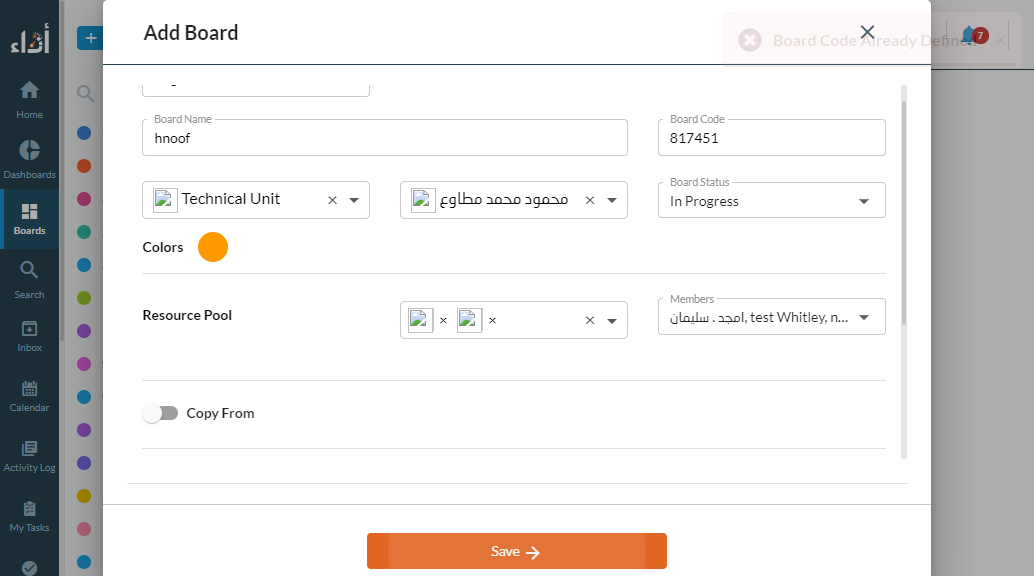 أداء
Home
Dashboards
Boards
Search
Inbox
Calendar
Activity Log
My Tasks
+
Add Board
Board Code Already Defined
7
Board Name
hnoof
Board Code
817451
Technical Unit
محمود محمد مطاوع
Board Status
In Progress
Colors
Resource Pool
Members
امجد . سليمان, test Whitley, n...
Copy From
Save